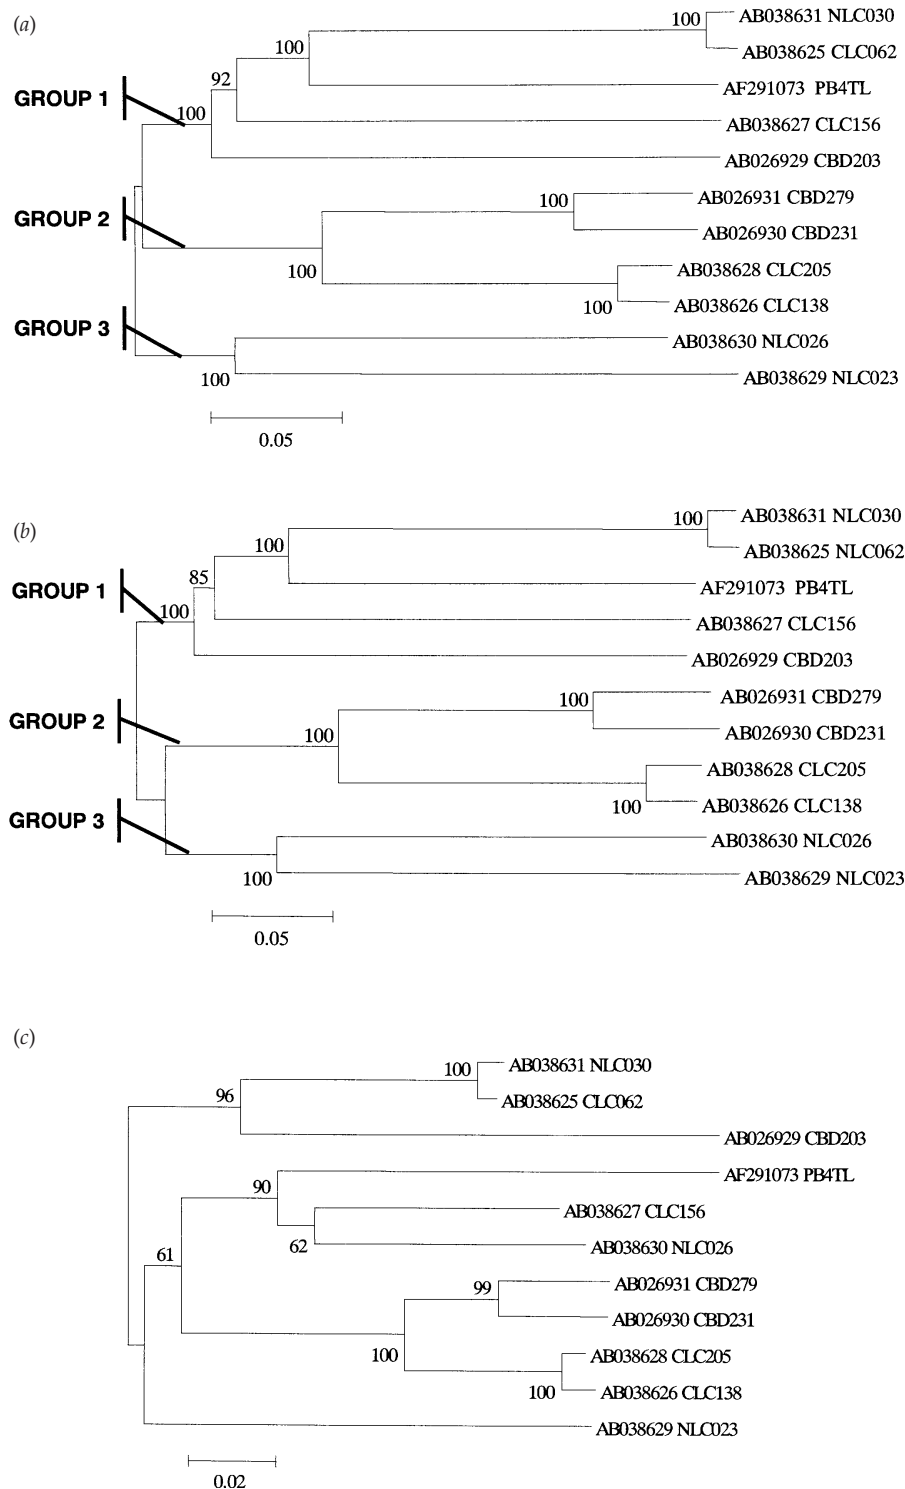 (a)
AB038631 NLC030
100
AB038625 CLC062
100
AF291073 PB4TL
92
GROUP 1
100
AB038627 CLC156
AB026929 CBD203
AB026931 CBD279
100
AB026930 CBD231
GROUP 2
100
AB038628 CLC205
100
AB038626 CLC138
GROUP 3
AB038630 NLC026
100
AB038629 NLC023
0.05
(b)
AB038631 NLC030
100
AB038625 NLC062
100
AF291073 PB4TL
85
GROUP 1
100
AB038627 CLC156
AB026929 CBD203
AB026931 CBD279
100
AB026930 CBD231
GROUP 2
100
AB038628 CLC205
100
AB038626 CLC138
GROUP 3
AB038630 NLC026
100
AB038629 NLC023
0.05
(c)
AB038631 NLC030
100
AB038625 CLC062
96
AB026929 CBD203
AF291073 PB4TL
90
AB038627 CLC156
62
AB038630 NLC026
61
AB026931 CBD279
99
AB026930 CBD231
100
AB038628 CLC205
100
AB038626 CLC138
AB038629 NLC023
0.02